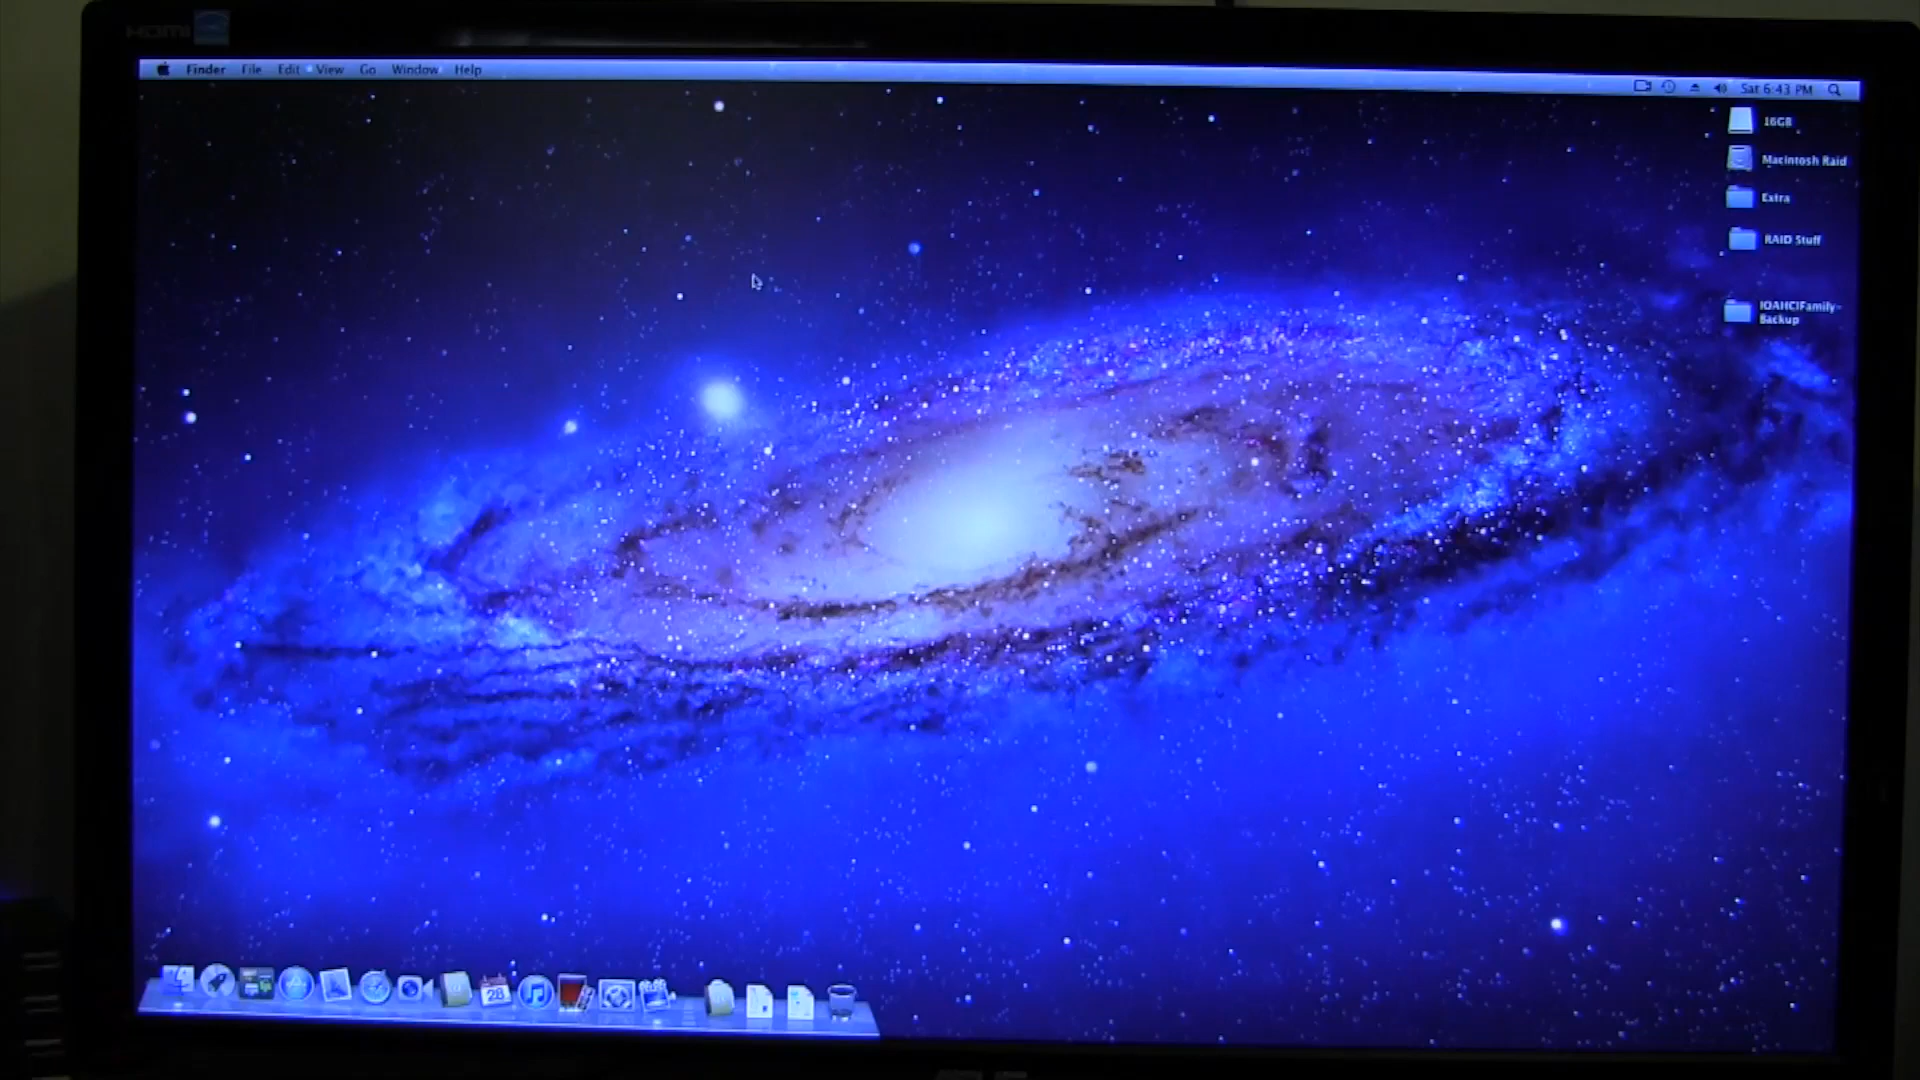 HDMI
Finder File Edit View Go Window Help
Sat 6:43 PM
16GB
Macintosh Raid
Extra
RAID Stuff
IOAHCIFamily-
Backup
28